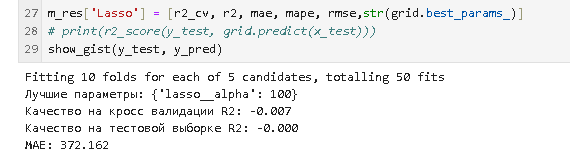 27 m_res['Lasso'] = [r2_cv, r2, mae, mape, rmse,str(grid.best_params_)]
28 # print(r2_score(y_test, grid.predict(x_test)))
29 show_gist(y_test, y_pred)
Fitting 10 folds for each of 5 candidates, totalling 50 fits
Лучшие параметры: {'lasso__alpha': 100}
Качество на кросс валидации R2: -0.007
Качество на тестовой выборке R2: -0.000
MAE: 372.162